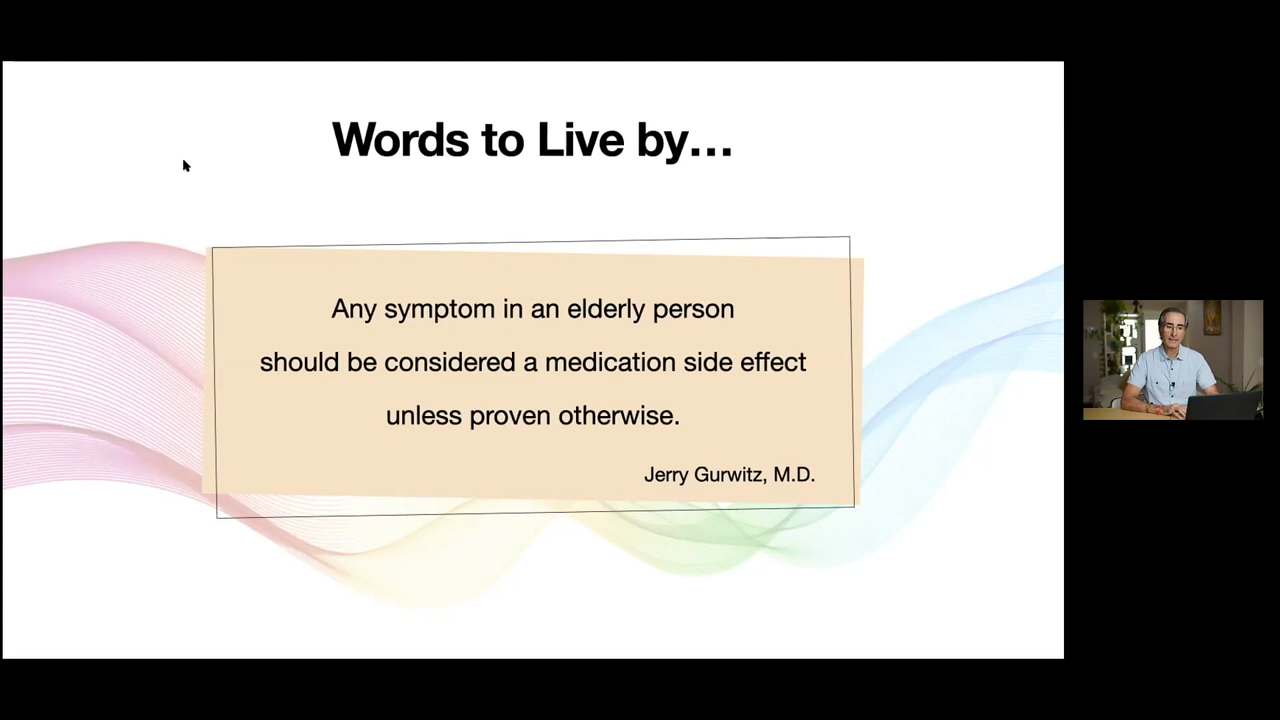 Words to Live by…
Any symptom in an elderly person
should be considered a medication side effect
unless proven otherwise.
Jerry Gurwitz, M.D.